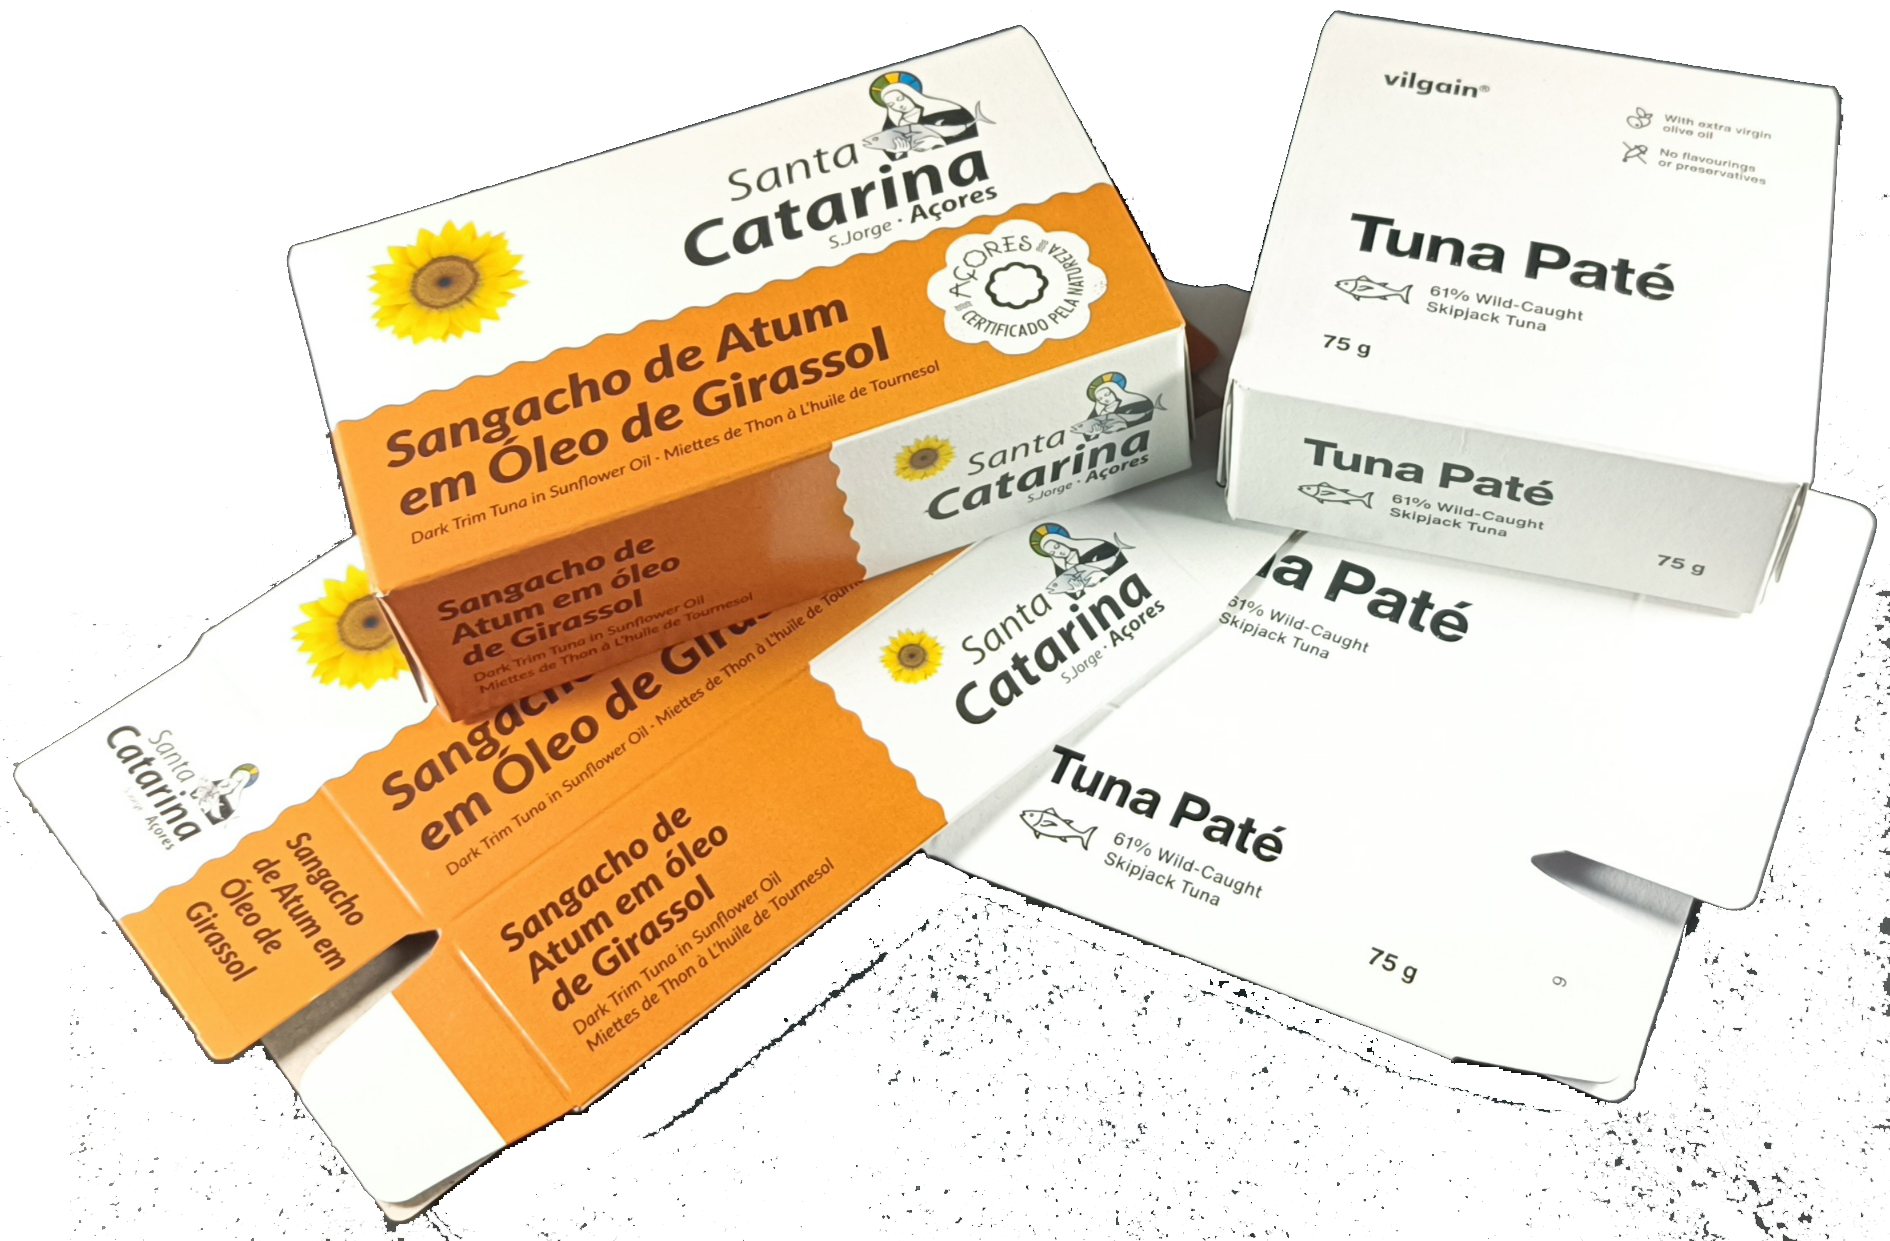 Santa
Catarina
S.Jorge · Açores
AÇORES
CERTIFICADO PELA NATUREZA
Sangacho de Atum
em Óleo de Girassol
Dark Trim Tuna in Sunflower Oil · Miettes de Thon à L'huile de Tournesol
Santa
Catarina
S.Jorge · Açores
Sangacho de
Atum em óleo
de Girassol
Dark Trim Tuna in Sunflower Oil
Miettes de Thon à L'huile de Tournesol
vilgain®
With extra virgin
olive oil
No flavourings
or preservatives
Tuna Paté
61% Wild-Caught
Skipjack Tuna
75 g
Tuna Paté
61% Wild-Caught
Skipjack Tuna
75 g
Santa
Catarina
S.Jorge · Açores
Sangacho
de Atum em
Óleo de
Girassol
Sangacho
em Óleo de Giras
Dark Trim Tuna in Sunflower Oil · Miettes de Thon à L'huile de Tourn
Sangacho de
Atum em óleo
de Girassol
Dark Trim Tuna in Sunflower Oil
Miettes de Thon à L'huile de Tournesol
Santa
Catarina
S.Jorge · Açores
na Paté
61% Wild-Caught
Skipjack Tuna
Tuna Paté
61% Wild-Caught
Skipjack Tuna
75 g